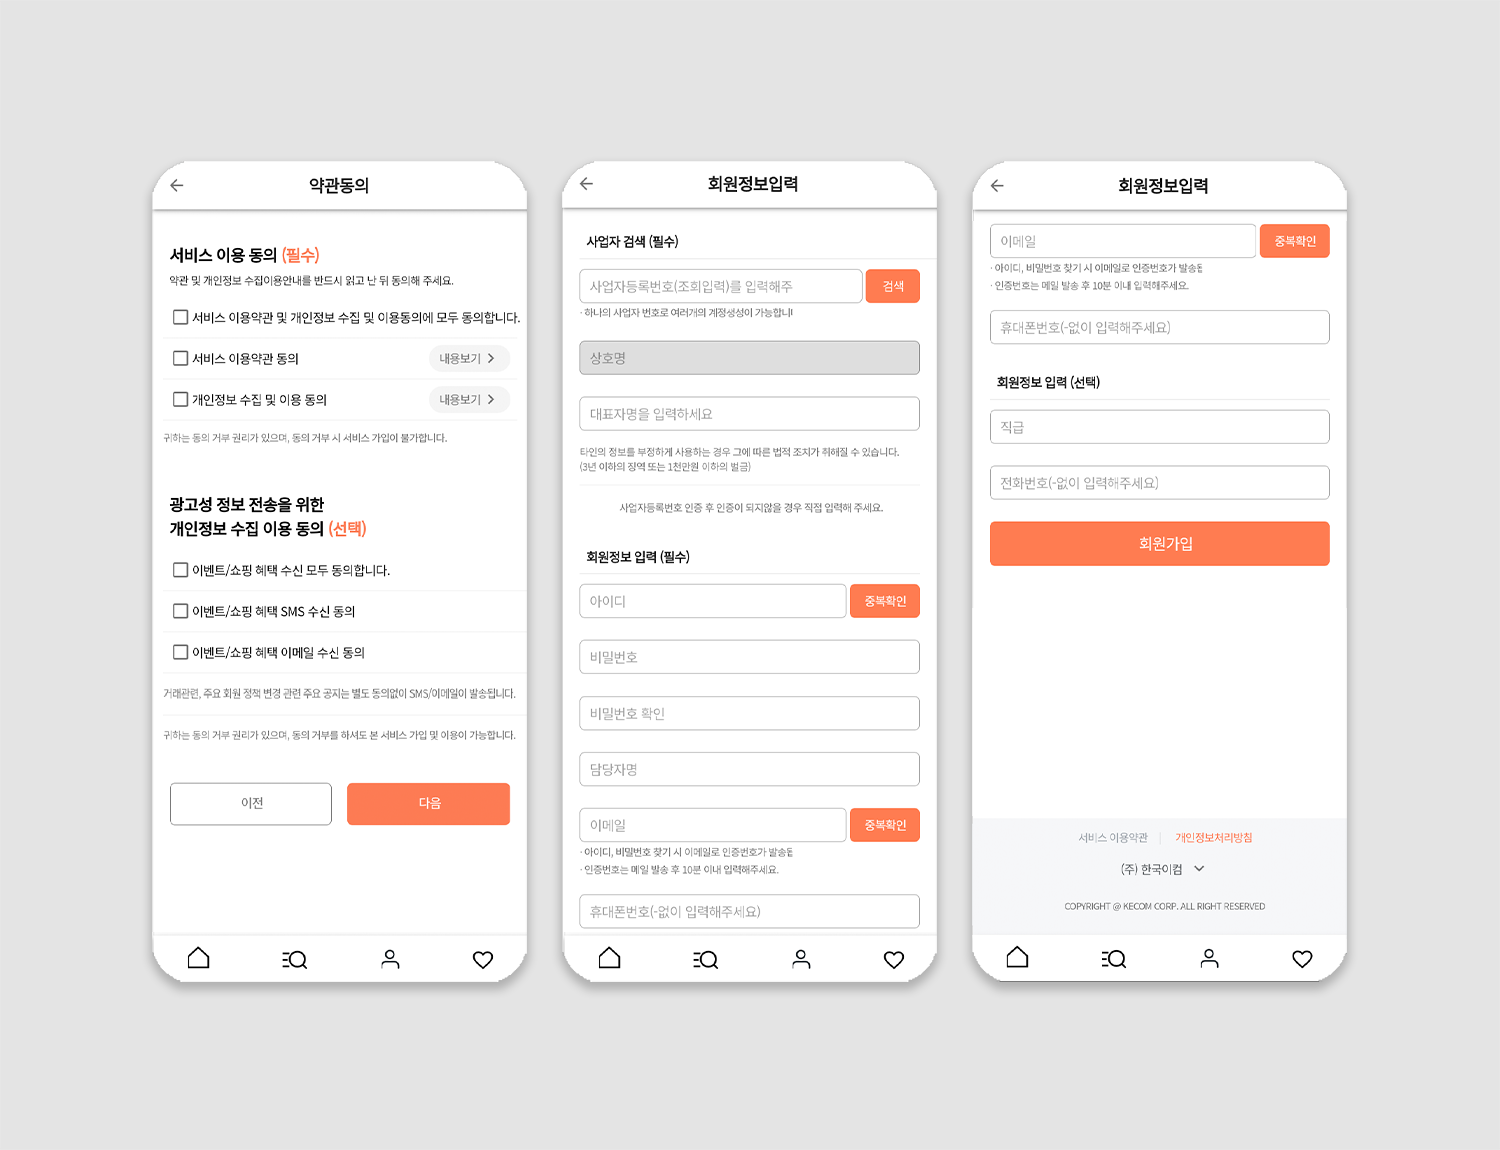 약관동의
서비스 이용 동의 (필수)
약관 및 개인정보 수집이용안내를 반드시 읽고 난 뒤 동의해 주세요.
서비스 이용약관 및 개인정보 수집 및 이용동의에 모두 동의합니다.
서비스 이용약관 동의 내용보기
개인정보 수집 및 이용 동의 내용보기
귀하는 동의 거부 권리가 있으며, 동의 거부 시 서비스 가입이 불가합니다.
광고성 정보 전송을 위한
개인정보 수집 이용 동의 (선택)
이벤트/쇼핑 혜택 수신 모두 동의합니다.
이벤트/쇼핑 혜택 SMS 수신 동의
이벤트/쇼핑 혜택 이메일 수신 동의
거래관련, 주요 회원 정책 변경 관련 주요 공지는 별도 동의없이 SMS/이메일이 발송됩니다.
귀하는 동의 거부 권리가 있으며, 동의 거부를 하셔도 본 서비스 가입 및 이용이 가능합니다.
이전 다음
회원정보입력
사업자 검색 (필수)
사업자등록번호(조회입력)를 입력해주 검색
· 하나의 사업자 번호로 여러개의 계정생성이 가능합니
상호명
대표자명을 입력하세요
타인의 정보를 부정하게 사용하는 경우 그에 따른 법적 조치가 취해질 수 있습니다.
(3년 이하의 징역 또는 1천만원 이하의 벌금)
사업자등록번호 인증 후 인증이 되지않을 경우 직접 입력해 주세요.
회원정보 입력 (필수)
아이디 중복확인
비밀번호
비밀번호 확인
담당자명
이메일 중복확인
· 아이디, 비밀번호 찾기 시 이메일로 인증번호가 발송됩
· 인증번호는 메일 발송 후 10분 이내 입력해주세요.
휴대폰번호(-없이 입력해주세요)
회원정보입력
이메일 중복확인
· 아이디, 비밀번호 찾기 시 이메일로 인증번호가 발송됩
· 인증번호는 메일 발송 후 10분 이내 입력해주세요.
휴대폰번호(-없이 입력해주세요)
회원정보 입력 (선택)
직급
전화번호(-없이 입력해주세요)
회원가입
서비스 이용약관 | 개인정보처리방침
(주) 한국이컴
COPYRIGHT @ KECOM CORP. ALL RIGHT RESERVED